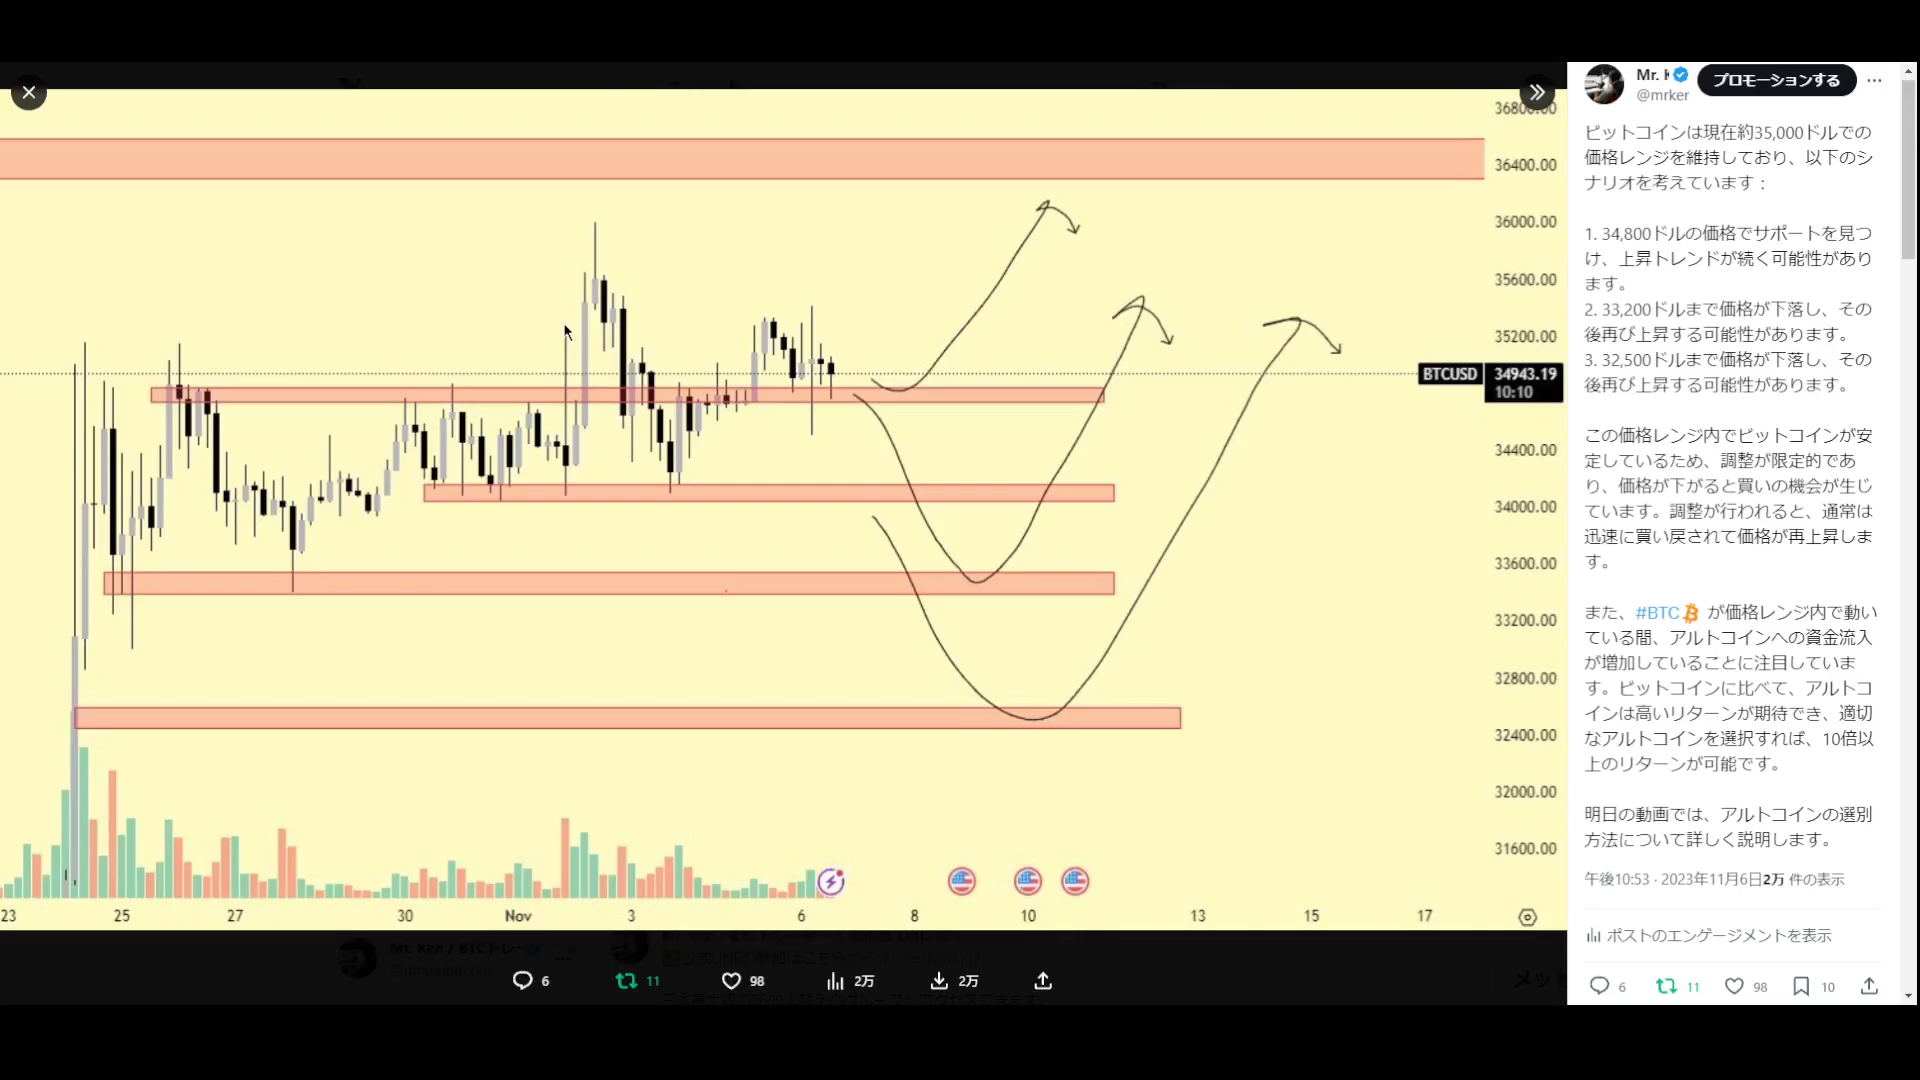 36800.00
36400.00
36000.00
35600.00
35200.00
BTCUSD 34943.19
10:10
34400.00
34000.00
33600.00
33200.00
32800.00
32400.00
32000.00
31600.00
23 25 27 30 Nov 3 6 8 10 13 15 17
6 11 98 2万 2万
Mr. K
@mrker
プロモーションする
ビットコインは現在約35,000ドルでの
価格レンジを維持しており、以下のシ
ナリオを考えています：
1. 34,800ドルの価格でサポートを見つ
け、上昇トレンドが続く可能性があり
ます。
2. 33,200ドルまで価格が下落し、その
後再び上昇する可能性があります。
3. 32,500ドルまで価格が下落し、その
後再び上昇する可能性があります。
この価格レンジ内でビットコインが安
定しているため、調整が限定的であ
り、価格が下がると買いの機会が生じ
ています。調整が行われると、通常は
迅速に買い戻されて価格が再上昇しま
す。
また、#BTC が価格レンジ内で動い
ている間、アルトコインへの資金流入
が増加していることに注目していま
す。ビットコインに比べて、アルトコ
インは高いリターンが期待でき、適切
なアルトコインを選択すれば、10倍以
上のリターンが可能です。
明日の動画では、アルトコインの選別
方法について詳しく説明します。
午後10:53 · 2023年11月6日2万 件の表示
ポストのエンゲージメントを表示
6 11 98 10